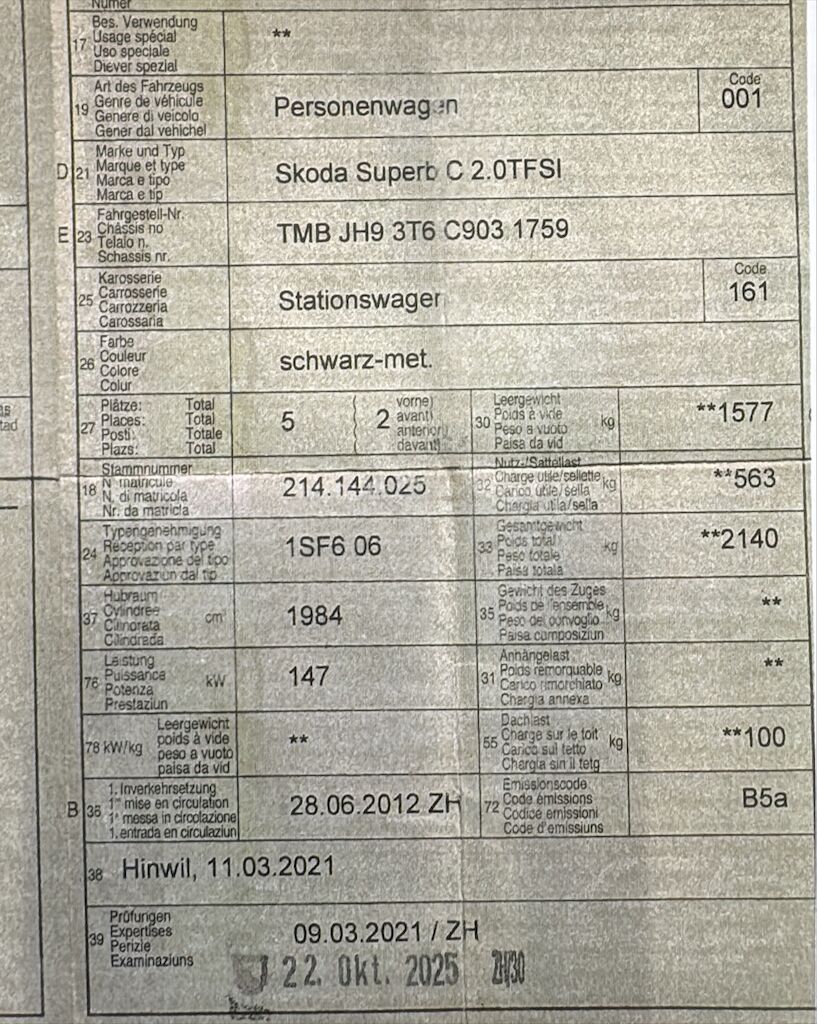 Numer
17 Bes. Verwendung
Usage spécial
Uso speciale
Diever spezial
**
19 Art des Fahrzeugs
Genre de véhicule
Genere di veicolo
Gener dal vehichel
Personenwagen
Code
001
D 21 Marke und Typ
Marque et type
Marca e tipo
Marca e tip
Skoda Superb C 2.0TFSI
E 23 Fahrgestell-Nr.
Châssis no
Telaio n.
Schassis nr.
TMB JH9 3T6 C903 1759
25 Karosserie
Carrosserie
Carrozzeria
Carossaria
Stationswagen
Code
161
26 Farbe
Couleur
Colore
Colur
schwarz-met.
27 Plätze: Total
Places: Total
Posti: Totale
Plazs: Total
5
2
vorne)
avant)
anteriori)
davant)
30 Leergewicht
Poids à vide
Peso a vuoto
Paisa da vid
kg
**1577
18 Stammnummer
N° matricule
N. di matricola
Nr. da matricla
214.144.025
32 Nutz-/Sattellast
Charge utile/sellette
Carico utile/sella
Chargia utila/sella
kg
**563
24 Typengenehmigung
Réception par type
Approvazione del tipo
Approvaziun dal tip
1SF6 06
33 Gesamtgewicht
Poids total
Peso totale
Paisa totala
kg
**2140
37 Hubraum
Cylindrée
Cilindrata
Cilindrada
cm³
1984
35 Gewicht des Zuges
Poids de l'ensemble
Peso del convoglio
Paisa composiziun
kg
**
76 Leistung
Puissance
Potenza
Prestaziun
kW
147
31 Anhängelast
Poids remorquable
Carico rimorchiato
Chargia annexa
kg
**
78 kW/kg
Leergewicht
poids à vide
peso a vuoto
paisa da vid
**
55 Dachlast
Charge sur le toit
Carico sul tetto
Chargia sin il tetg
kg
**100
B 36 1. Inverkehrsetzung
1re mise en circulation
1a messa in circolazione
1. entrada en circulaziun
28.06.2012 ZH
72 Emissionscode
Code émissions
Codice emissioni
Code d'emissiuns
B5a
38 Hinwil, 11.03.2021
39 Prüfungen
Expertises
Perizie
Examinaziuns
09.03.2021 / ZH
22. Okt. 2025 ZH/30